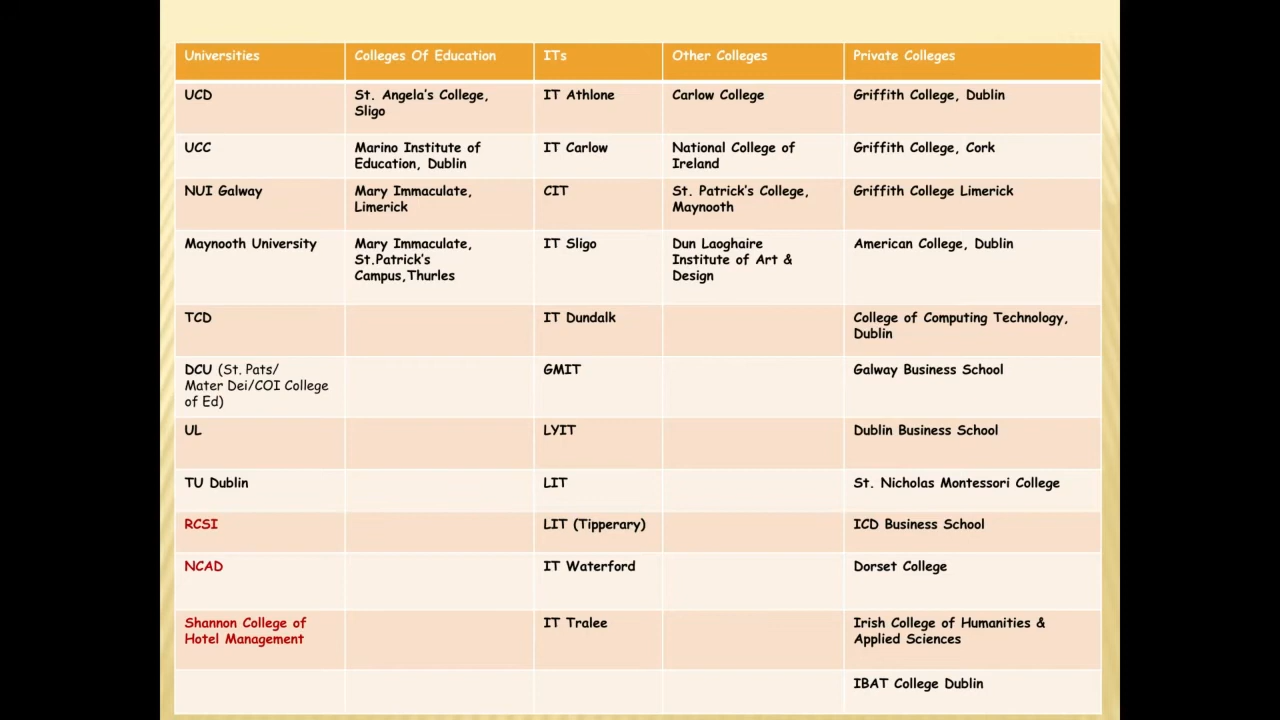 Universities Colleges Of Education ITs Other Colleges Private Colleges
UCD St. Angela's College, IT Athlone Carlow College Griffith College, Dublin
Sligo
UCC Marino Institute of IT Carlow National College of Griffith College, Cork
Education, Dublin Ireland
NUI Galway Mary Immaculate, CIT St. Patrick's College, Griffith College Limerick
Limerick Maynooth
Maynooth University Mary Immaculate, IT Sligo Dun Laoghaire American College, Dublin
St.Patrick's Institute of Art &
Campus,Thurles Design
TCD IT Dundalk College of Computing Technology,
Dublin
DCU (St. Pats/ GMIT Galway Business School
Mater Dei/COI College
of Ed)
UL LYIT Dublin Business School
TU Dublin LIT St. Nicholas Montessori College
RCSI LIT (Tipperary) ICD Business School
NCAD IT Waterford Dorset College
Shannon College of IT Tralee Irish College of Humanities &
Hotel Management Applied Sciences
IBAT College Dublin